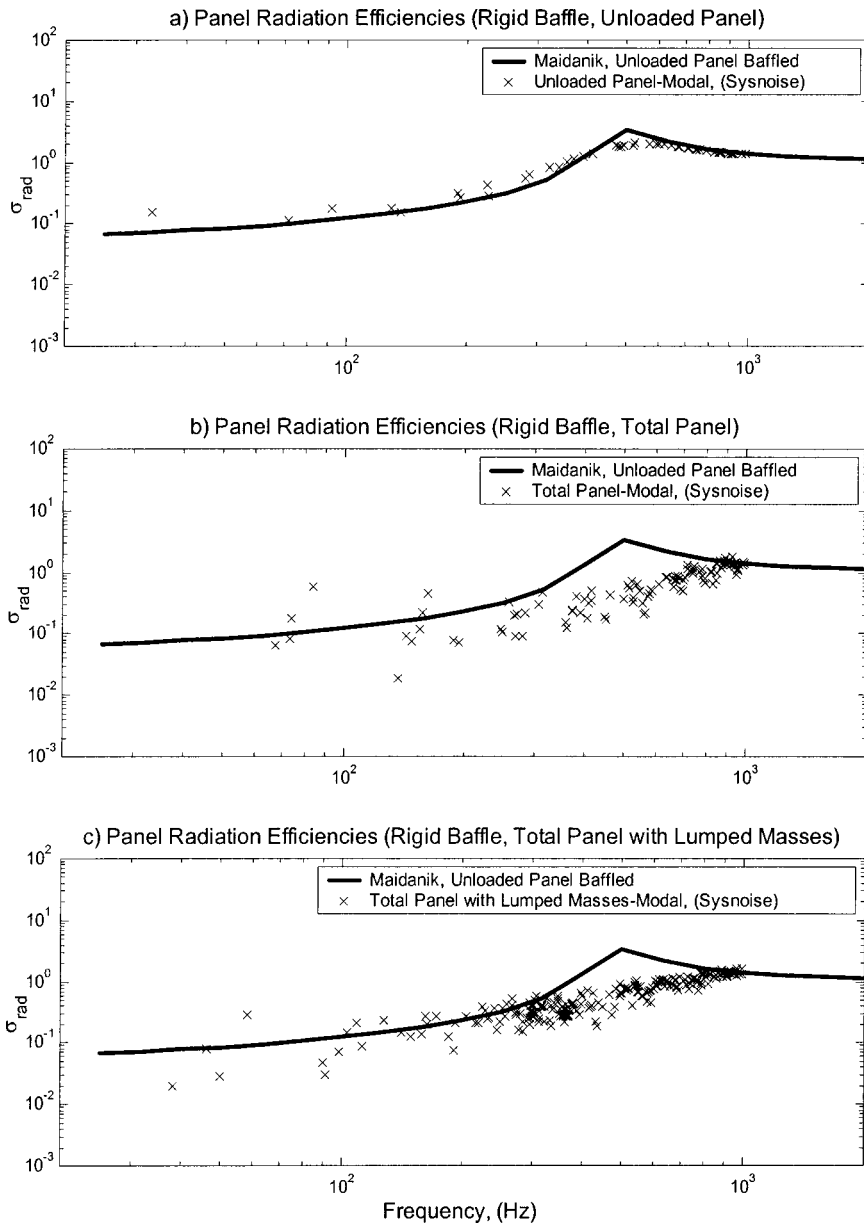 a) Panel Radiation Efficiencies (Rigid Baffle, Unloaded Panel)
10^2
10^1
10^0
10^-1
10^-2
10^-3
σ_rad
Maidanik, Unloaded Panel Baffled
Unloaded Panel-Modal, (Sysnoise)
10^2
10^3
b) Panel Radiation Efficiencies (Rigid Baffle, Total Panel)
10^2
10^1
10^0
10^-1
10^-2
10^-3
σ_rad
Maidanik, Unloaded Panel Baffled
Total Panel-Modal, (Sysnoise)
10^2
10^3
c) Panel Radiation Efficiencies (Rigid Baffle, Total Panel with Lumped Masses)
10^2
10^1
10^0
10^-1
10^-2
10^-3
σ_rad
Maidanik, Unloaded Panel Baffled
Total Panel with Lumped Masses-Modal, (Sysnoise)
10^2
10^3
Frequency, (Hz)